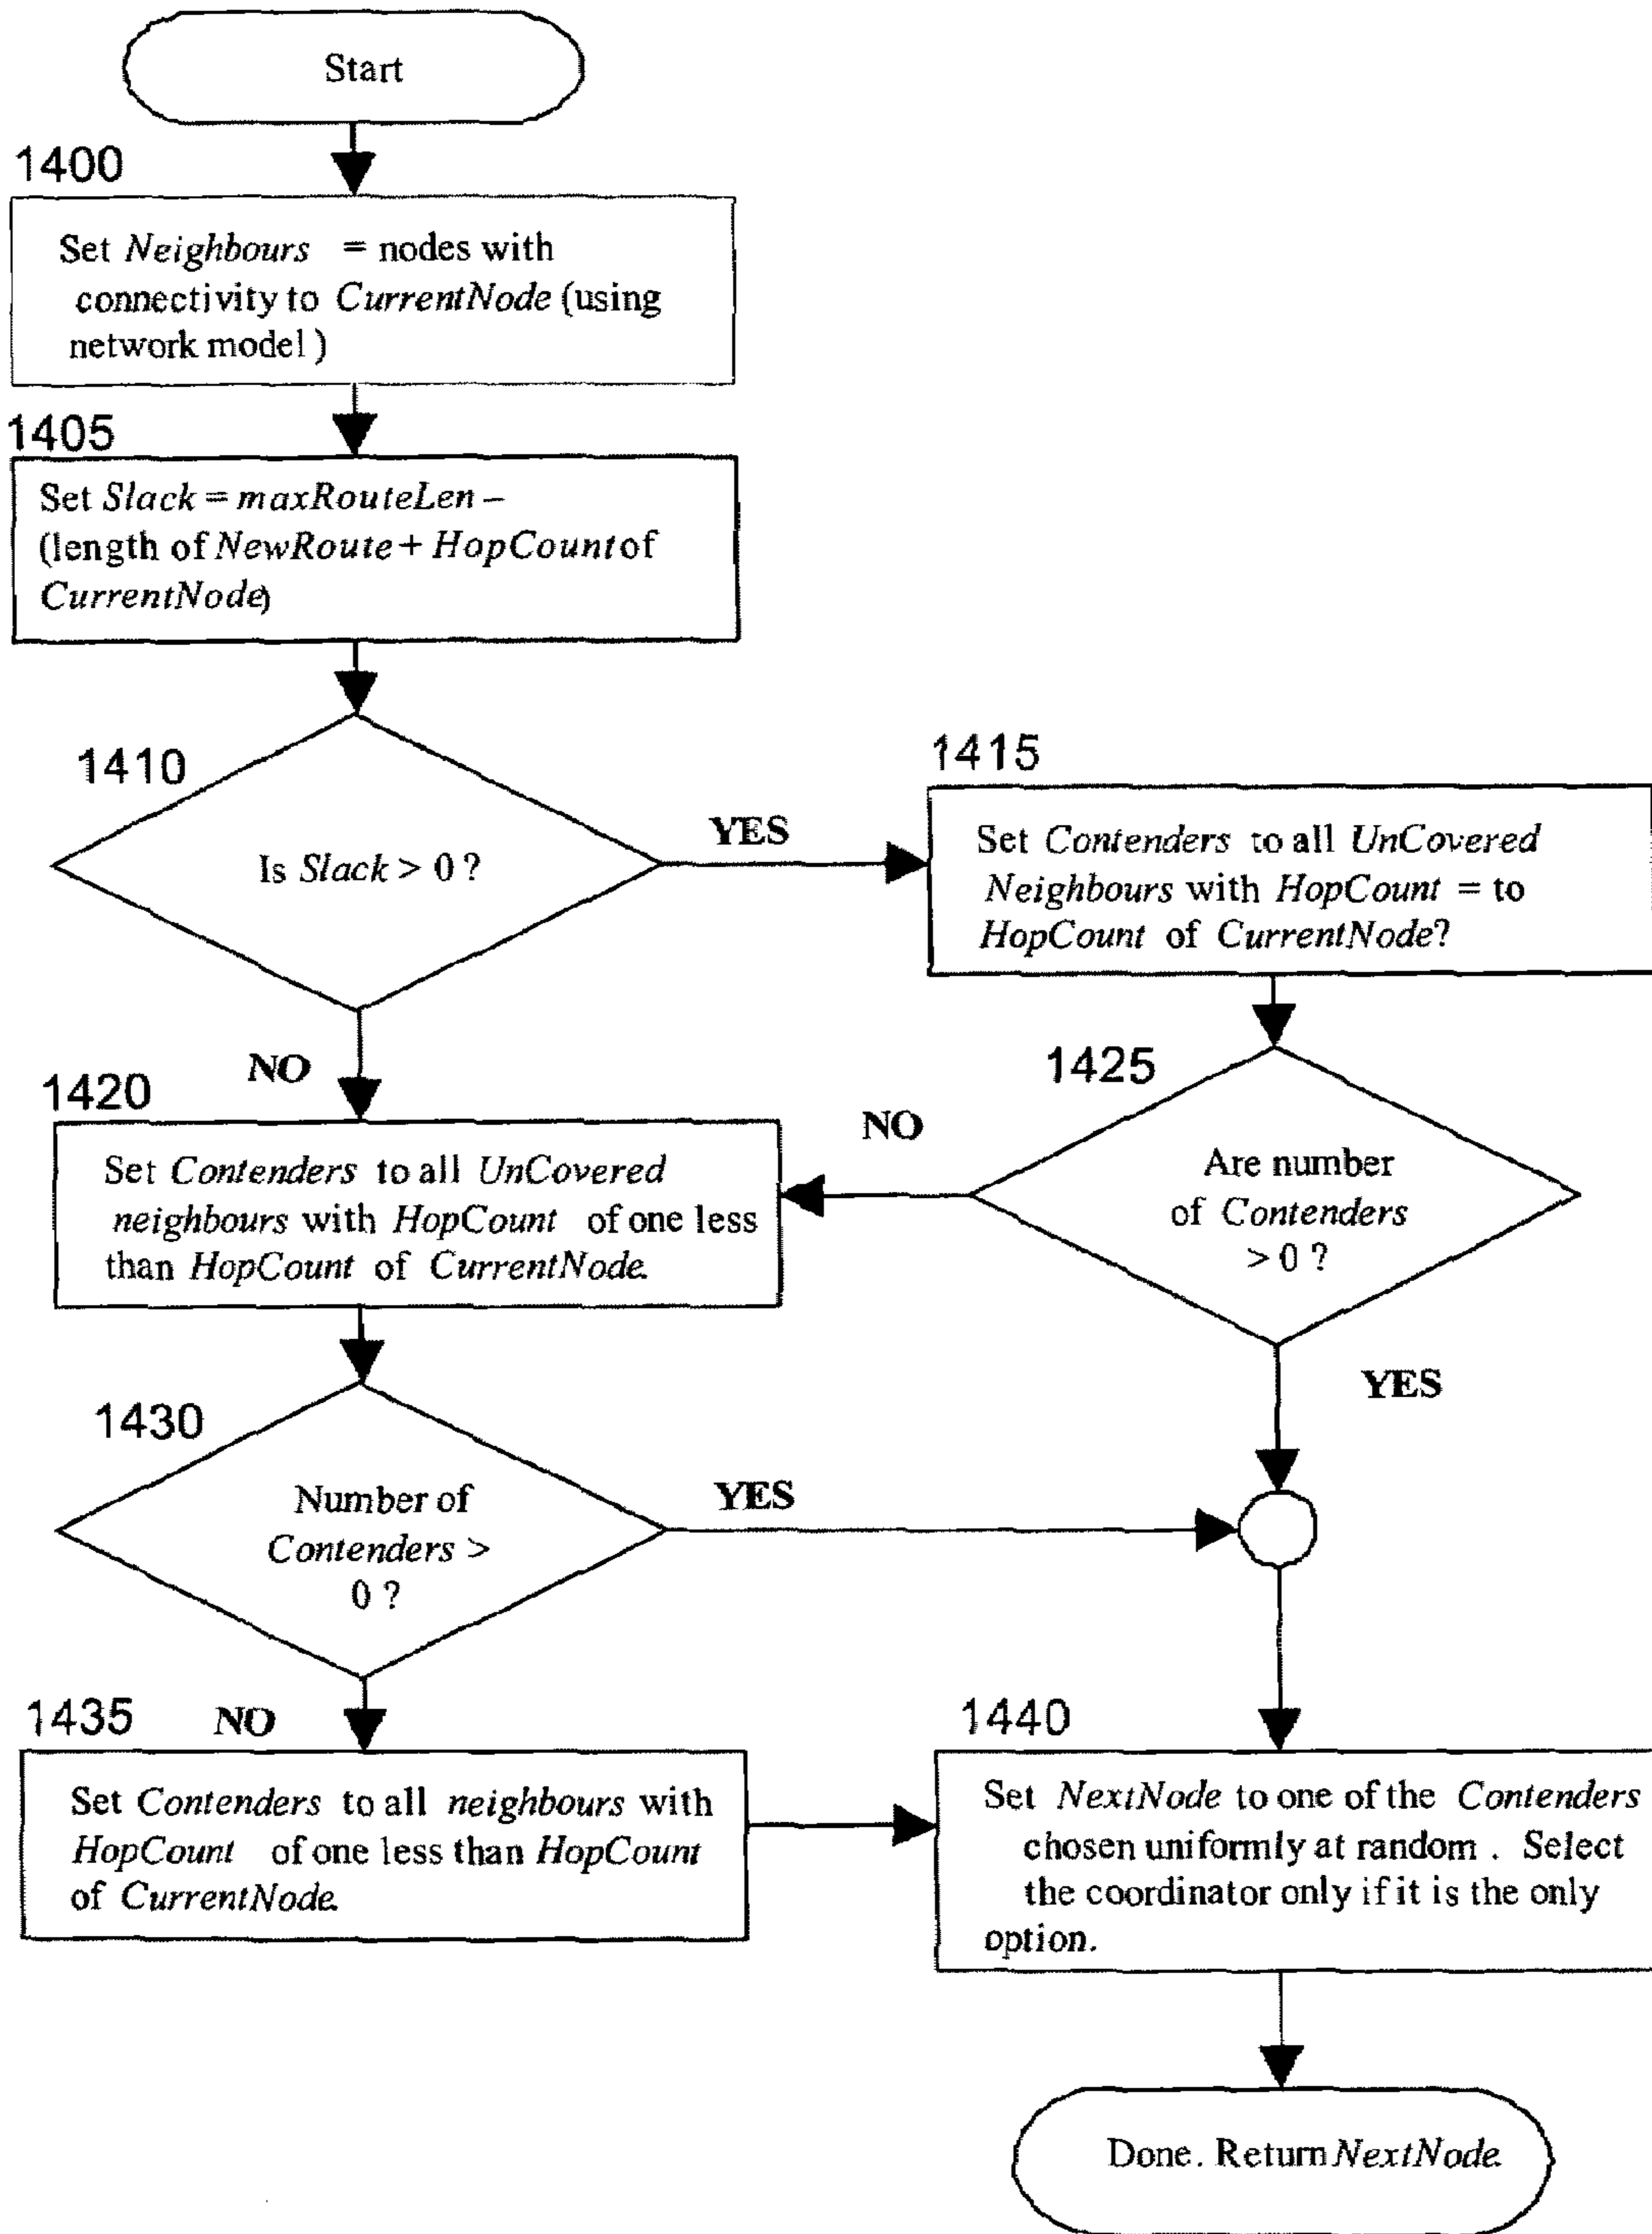 Start
1400
Set Neighbours = nodes with
connectivity to CurrentNode (using
network model )
1405
Set Slack = maxRouteLen –
(length of NewRoute + HopCount of
CurrentNode)
1410
Is Slack > 0 ?
YES
1415
Set Contenders to all UnCovered
Neighbours with HopCount = to
HopCount of CurrentNode?
NO
1420
Set Contenders to all UnCovered
neighbours with HopCount of one less
than HopCount of CurrentNode.
NO
1425
Are number
of Contenders
> 0 ?
YES
1430
Number of
Contenders >
0 ?
YES
1435
NO
Set Contenders to all neighbours with
HopCount of one less than HopCount
of CurrentNode.
1440
Set NextNode to one of the Contenders
chosen uniformly at random . Select
the coordinator only if it is the only
option.
Done. Return NextNode.